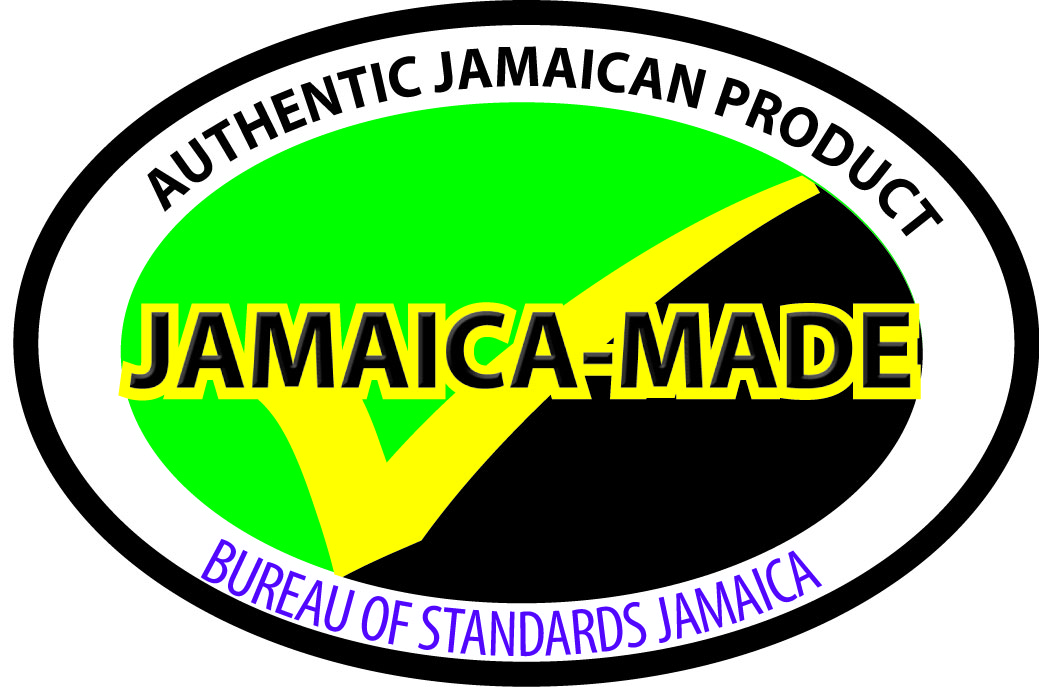 AUTHENTIC JAMAICAN PRODUCT
JAMAICA-MADE
BUREAU OF STANDARDS JAMAICA